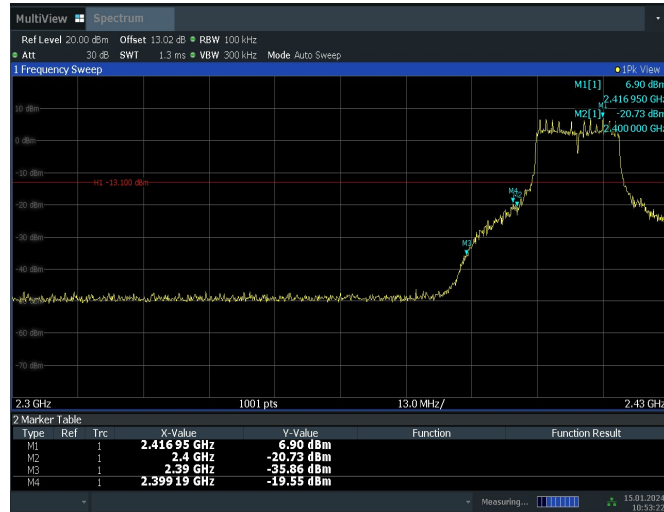 MultiView Spectrum
Ref Level 20.00 dBm Offset 13.02 dB RBW 100 kHz
Att 30 dB SWT 1.3 ms VBW 300 kHz Mode Auto Sweep
1 Frequency Sweep 1Pk View
M1[1] 6.90 dBm
2.416 950 GHz
M1
M2[1] -20.73 dBm
2.400 000 GHz
10 dBm
0 dBm
-10 dBm
H1 -13.100 dBm
M4
-20 dBm
-30 dBm
M3
-40 dBm
-60 dBm
-70 dBm
2.3 GHz 1001 pts 13.0 MHz/ 2.43 GHz
2 Marker Table
Type Ref Trc X-Value Y-Value Function Function Result
M1 1 2.416 95 GHz 6.90 dBm
M2 1 2.4 GHz -20.73 dBm
M3 1 2.39 GHz -35.86 dBm
M4 1 2.399 19 GHz -19.55 dBm
Measuring... 15.01.2024
10:53:22